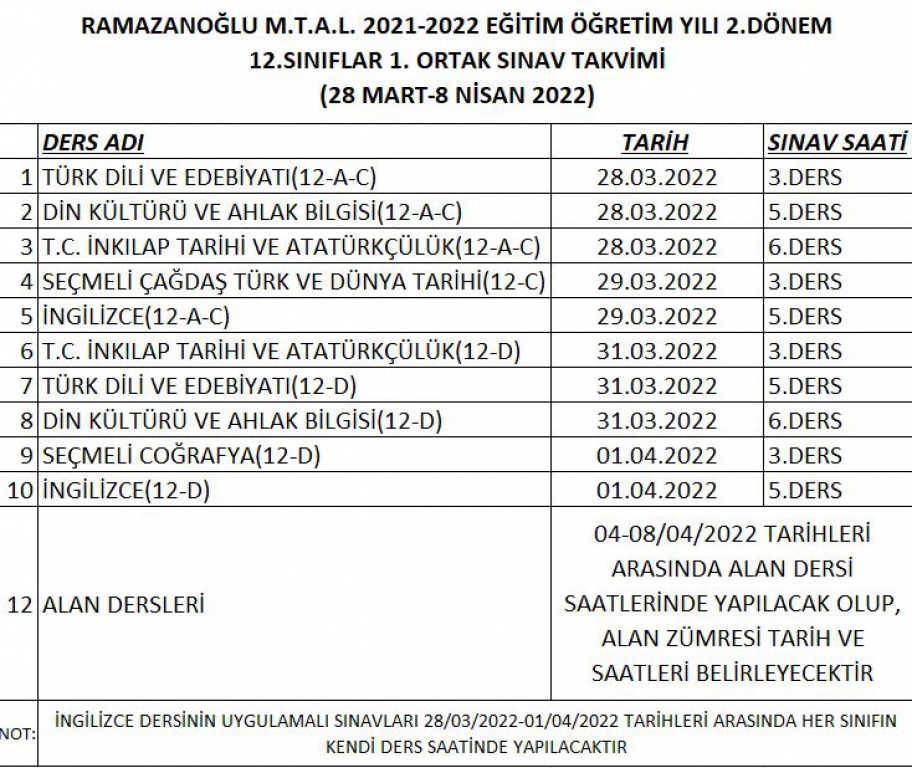 RAMAZANOĞLU M.T.A.L. 2021-2022 EĞİTİM ÖĞRETİM YILI 2.DÖNEM
12.SINIFLAR 1. ORTAK SINAV TAKVİMİ
(28 MART-8 NİSAN 2022)
DERS ADI TARİH SINAV SAATİ
1 TÜRK DİLİ VE EDEBİYATI(12-A-C) 28.03.2022 3.DERS
2 DİN KÜLTÜRÜ VE AHLAK BİLGİSİ(12-A-C) 28.03.2022 5.DERS
3 T.C. İNKILAP TARİHİ VE ATATÜRKÇÜLÜK(12-A-C) 28.03.2022 6.DERS
4 SEÇMELİ ÇAĞDAŞ TÜRK VE DÜNYA TARİHİ(12-C) 29.03.2022 3.DERS
5 İNGİLİZCE(12-A-C) 29.03.2022 5.DERS
6 T.C. İNKILAP TARİHİ VE ATATÜRKÇÜLÜK(12-D) 31.03.2022 3.DERS
7 TÜRK DİLİ VE EDEBİYATI(12-D) 31.03.2022 5.DERS
8 DİN KÜLTÜRÜ VE AHLAK BİLGİSİ(12-D) 31.03.2022 6.DERS
9 SEÇMELİ COĞRAFYA(12-D) 01.04.2022 3.DERS
10 İNGİLİZCE(12-D) 01.04.2022 5.DERS
12 ALAN DERSLERİ
04-08/04/2022 TARİHLERİ
ARASINDA ALAN DERSİ
SAATLERİNDE YAPILACAK OLUP,
ALAN ZÜMRESİ TARİH VE
SAATLERİ BELİRLEYECEKTİR
NOT: İNGİLİZCE DERSİNİN UYGULAMALI SINAVLARI 28/03/2022-01/04/2022 TARİHLERİ ARASINDA HER SINIFIN
KENDİ DERS SAATİNDE YAPILACAKTIR